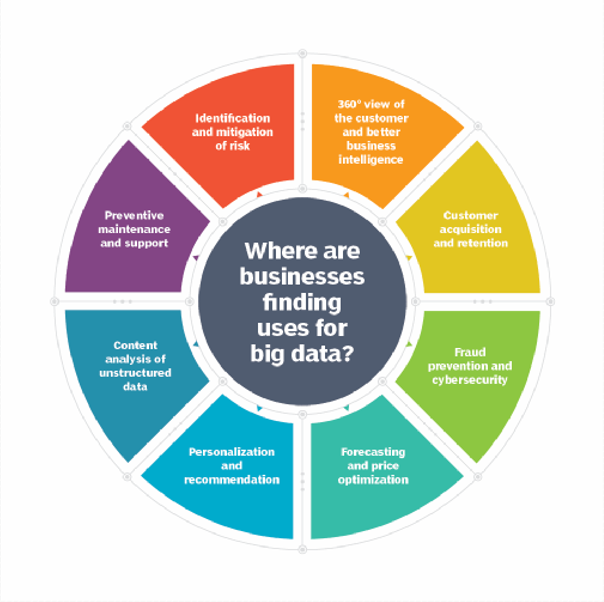 Where are
businesses
finding
uses for
big data?
360° view of
the customer
and better
business
intelligence
Customer
acquisition
and retention
Fraud
prevention and
cybersecurity
Forecasting
and price
optimization
Personalization
and
recommendation
Content
analysis of
unstructured
data
Preventive
maintenance
and support
Identification
and mitigation
of risk